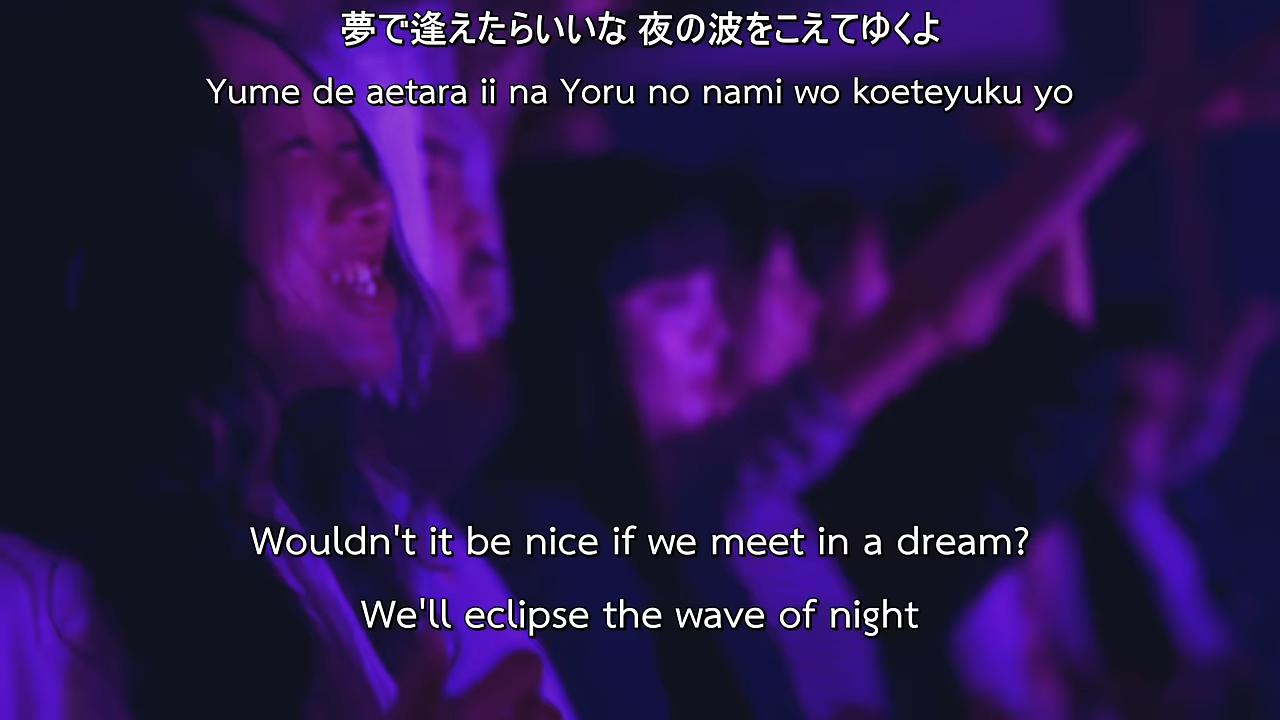 夢で逢えたらいいな 夜の波をこえてゆくよ
Yume de aetara ii na Yoru no nami wo koeteyuku yo
Wouldn't it be nice if we meet in a dream?
We'll eclipse the wave of night